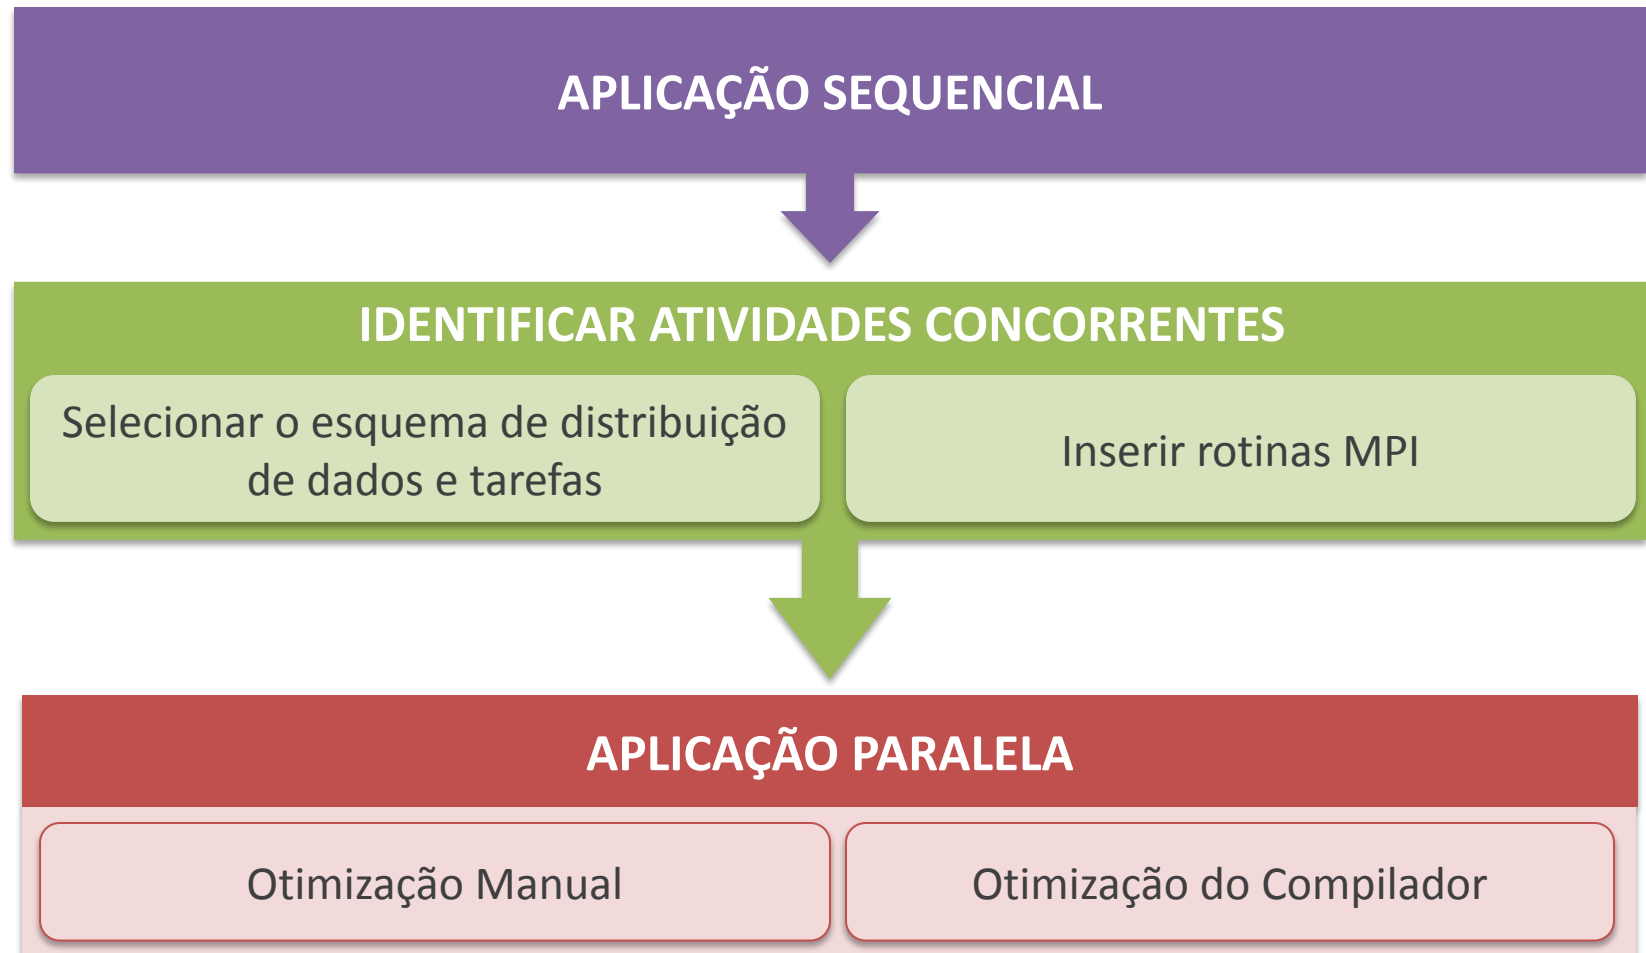 APLICAÇÃO SEQUENCIAL
IDENTIFICAR ATIVIDADES CONCORRENTES
Selecionar o esquema de distribuição
de dados e tarefas
Inserir rotinas MPI
APLICAÇÃO PARALELA
Otimização Manual
Otimização do Compilador